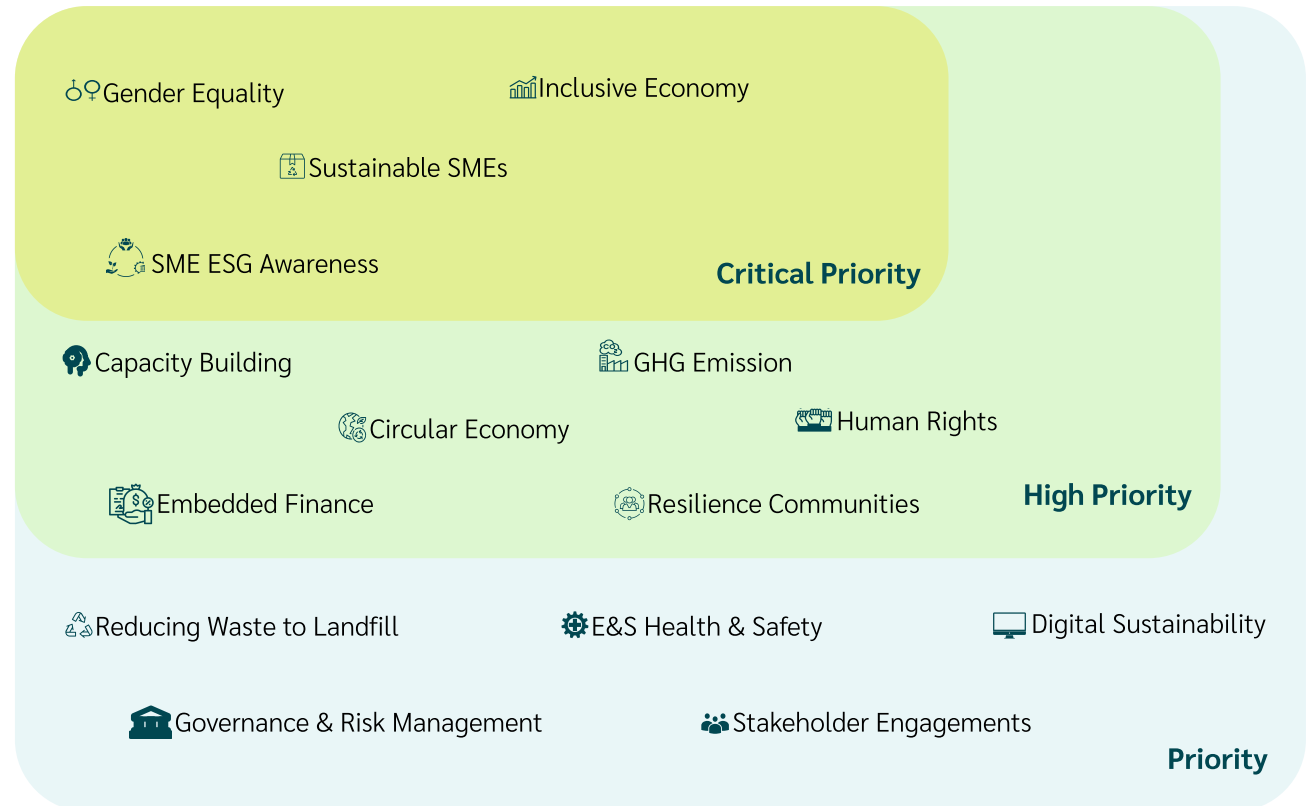 Gender Equality
Inclusive Economy
Sustainable SMEs
SME ESG Awareness
Critical Priority
Capacity Building
GHG Emission
Circular Economy
Human Rights
Embedded Finance
Resilience Communities
High Priority
Reducing Waste to Landfill
E&S Health & Safety
Digital Sustainability
Governance & Risk Management
Stakeholder Engagements
Priority